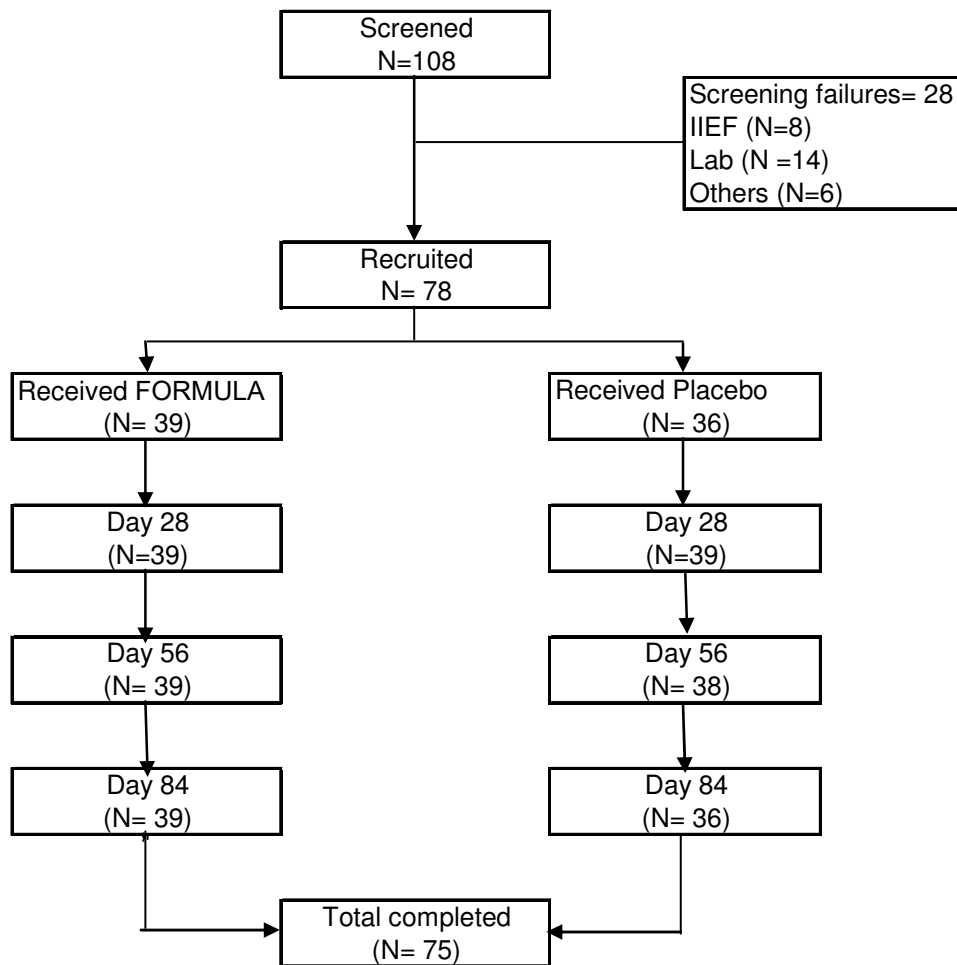 Screened
N=108
Screening failures= 28
IIEF (N=8)
Lab (N =14)
Others (N=6)
Recruited
N= 78
Received FORMULA
(N= 39)
Received Placebo
(N= 36)
Day 28
(N=39)
Day 28
(N=39)
Day 56
(N= 39)
Day 56
(N= 38)
Day 84
(N= 39)
Day 84
(N= 36)
Total completed
(N= 75)